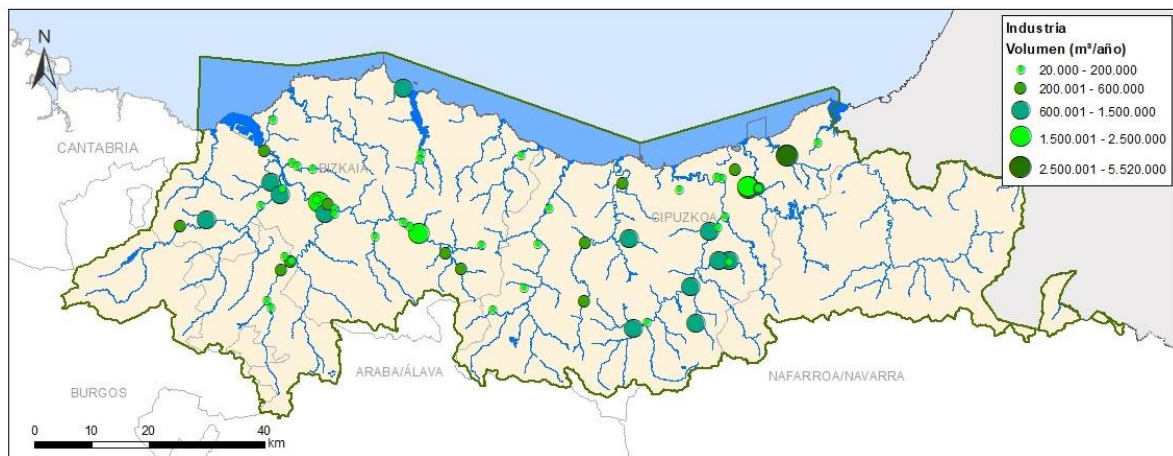 N
Industria
Volumen (m³/año)
20.000 - 200.000
200.001 - 600.000
600.001 - 1.500.000
1.500.001 - 2.500.000
2.500.001 - 5.520.000
CANTABRIA
BIZKAIA
GIPUZKOA
ARABA/ÁLAVA
NAFARROA/NAVARRA
BURGOS
0 10 20 40
km